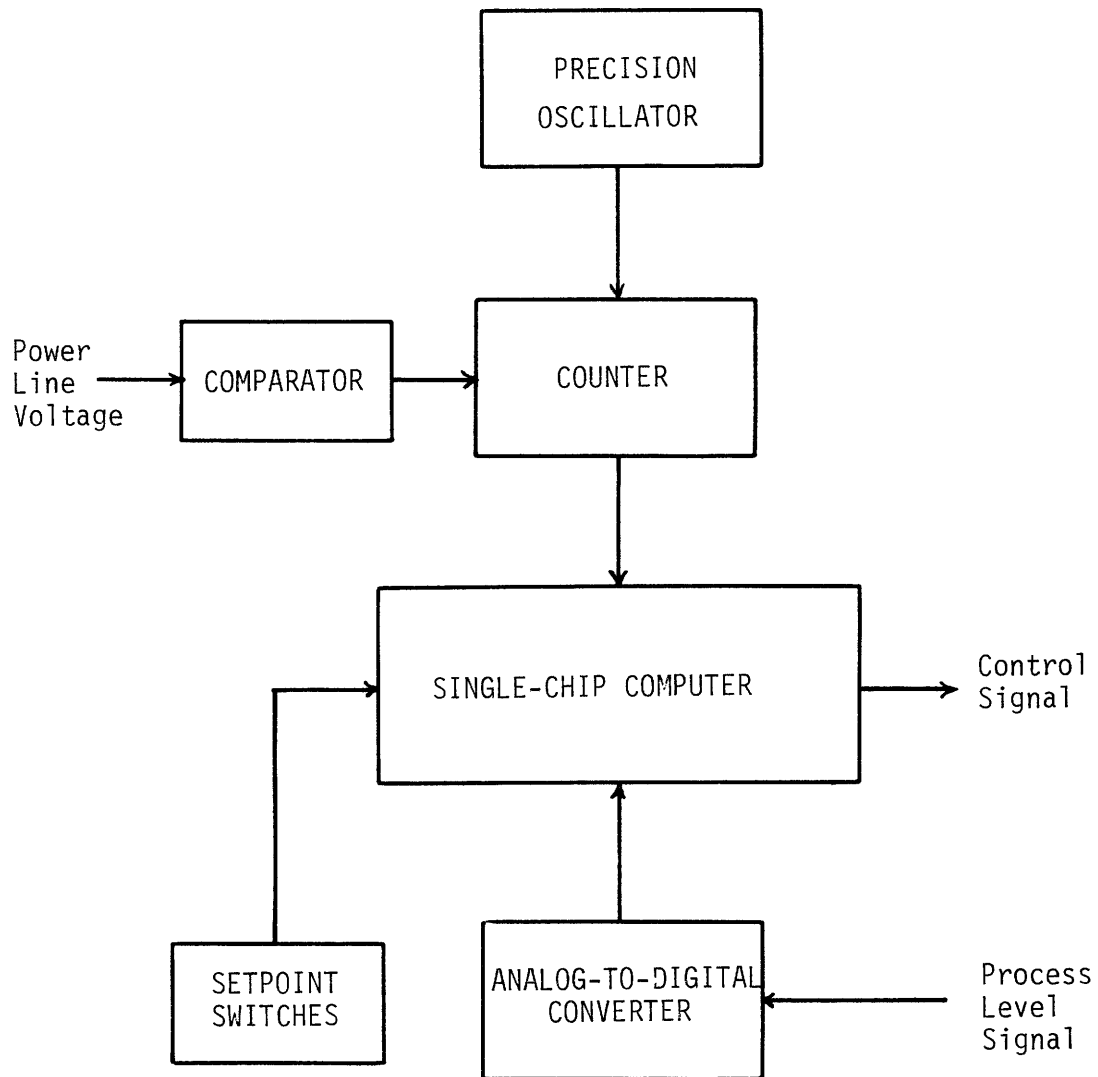 PRECISION
OSCILLATOR
Power
Line
Voltage
COMPARATOR
COUNTER
SINGLE-CHIP COMPUTER
Control
Signal
SETPOINT
SWITCHES
ANALOG-TO-DIGITAL
CONVERTER
Process
Level
Signal